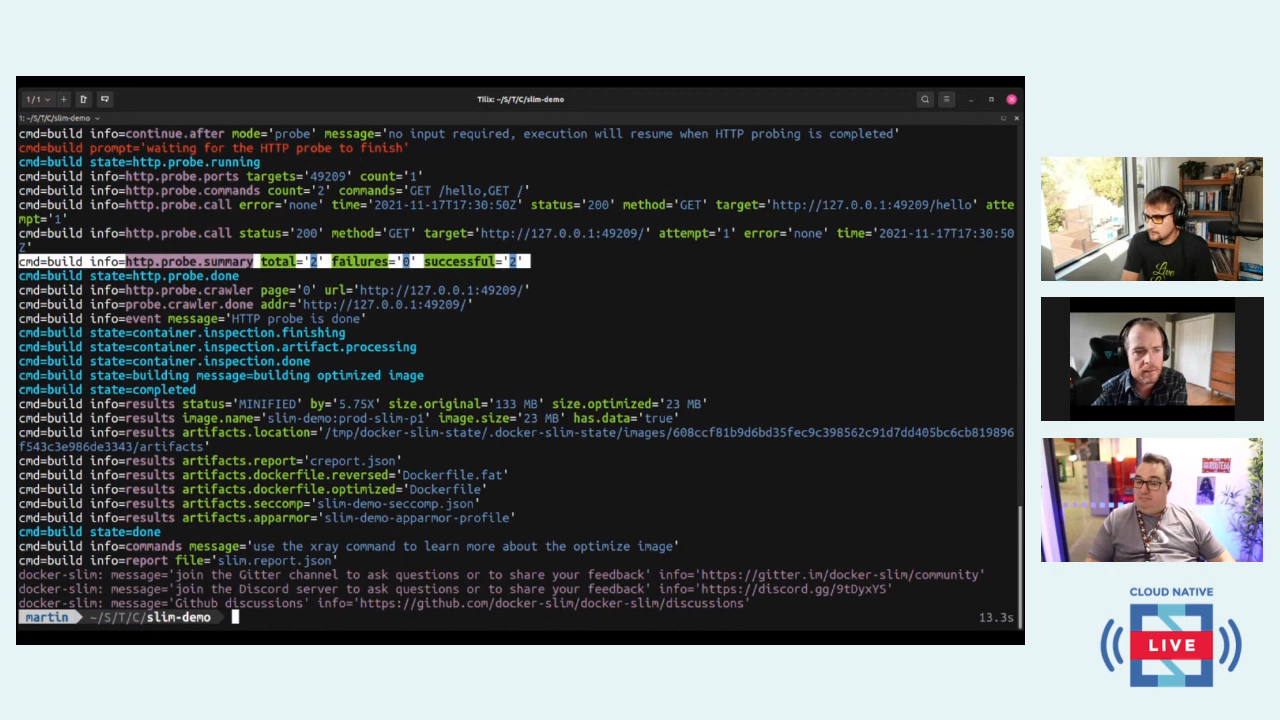 1/1
Tilix: ~/S/T/C/slim-demo
1: ~/S/T/C/slim-demo
cmd=build info=continue.after mode='probe' message='no input required, execution will resume when HTTP probing is completed'
cmd=build prompt='waiting for the HTTP probe to finish'
cmd=build state=http.probe.running
cmd=build info=http.probe.ports targets='49209' count='1'
cmd=build info=http.probe.commands count='2' commands='GET /hello,GET /'
cmd=build info=http.probe.call error='none' time='2021-11-17T17:30:50Z' status='200' method='GET' target='http://127.0.0.1:49209/hello' atte
mpt='1'
cmd=build info=http.probe.call status='200' method='GET' target='http://127.0.0.1:49209/' attempt='1' error='none' time='2021-11-17T17:30:50
Z'
cmd=build info=http.probe.summary total='2' failures='0' successful='2'
cmd=build state=http.probe.done
cmd=build info=http.probe.crawler page='0' url='http://127.0.0.1:49209/'
cmd=build info=probe.crawler.done addr='http://127.0.0.1:49209/'
cmd=build info=event message='HTTP probe is done'
cmd=build state=container.inspection.finishing
cmd=build state=container.inspection.artifact.processing
cmd=build state=container.inspection.done
cmd=build state=building message=building optimized image
cmd=build state=completed
cmd=build info=results status='MINIFIED' by='5.75X' size.original='133 MB' size.optimized='23 MB'
cmd=build info=results image.name='slim-demo:prod-slim-p1' image.size='23 MB' has.data='true'
cmd=build info=results artifacts.location='/tmp/docker-slim-state/.docker-slim-state/images/608ccf81b9d6bd35fec9c398562c91d7dd405bc6cb819896
f543c3e986de3343/artifacts'
cmd=build info=results artifacts.report='creport.json'
cmd=build info=results artifacts.dockerfile.reversed='Dockerfile.fat'
cmd=build info=results artifacts.dockerfile.optimized='Dockerfile'
cmd=build info=results artifacts.seccomp='slim-demo-seccomp.json'
cmd=build info=results artifacts.apparmor='slim-demo-apparmor-profile'
cmd=build state=done
cmd=build info=commands message='use the xray command to learn more about the optimize image'
cmd=build info=report file='slim.report.json'
docker-slim: message='join the Gitter channel to ask questions or to share your feedback' info='https://gitter.im/docker-slim/community'
docker-slim: message='join the Discord server to ask questions or to share your feedback' info='https://discord.gg/9tDyxYS'
docker-slim: message='Github discussions' info='https://github.com/docker-slim/docker-slim/discussions'
martin ~/S/T/C/slim-demo 13.3s
CLOUD NATIVE
LIVE